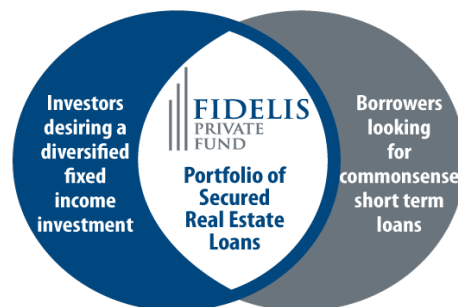 Investors
desiring a
diversified
fixed
income
investment
FIDELIS
PRIVATE
FUND
Portfolio of
Secured
Real Estate
Loans
Borrowers
looking
for
commonsense
short term
loans